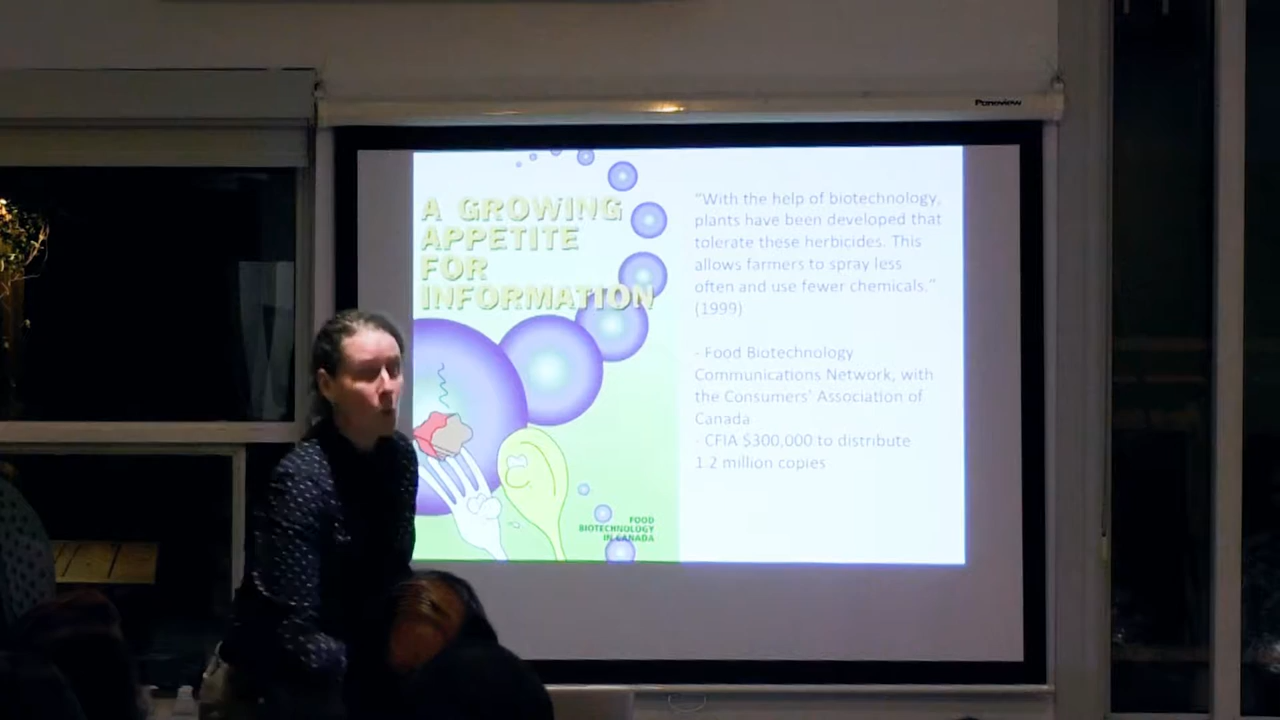 Panoview
A GROWING
APPETITE
FOR
INFORMATION
FOOD
BIOTECHNOLOGY
IN CANADA
“With the help of biotechnology,
plants have been developed that
tolerate these herbicides. This
allows farmers to spray less
often and use fewer chemicals.”
(1999)
- Food Biotechnology
Communications Network, with
the Consumers’ Association of
Canada
- CFIA $300,000 to distribute
1.2 million copies